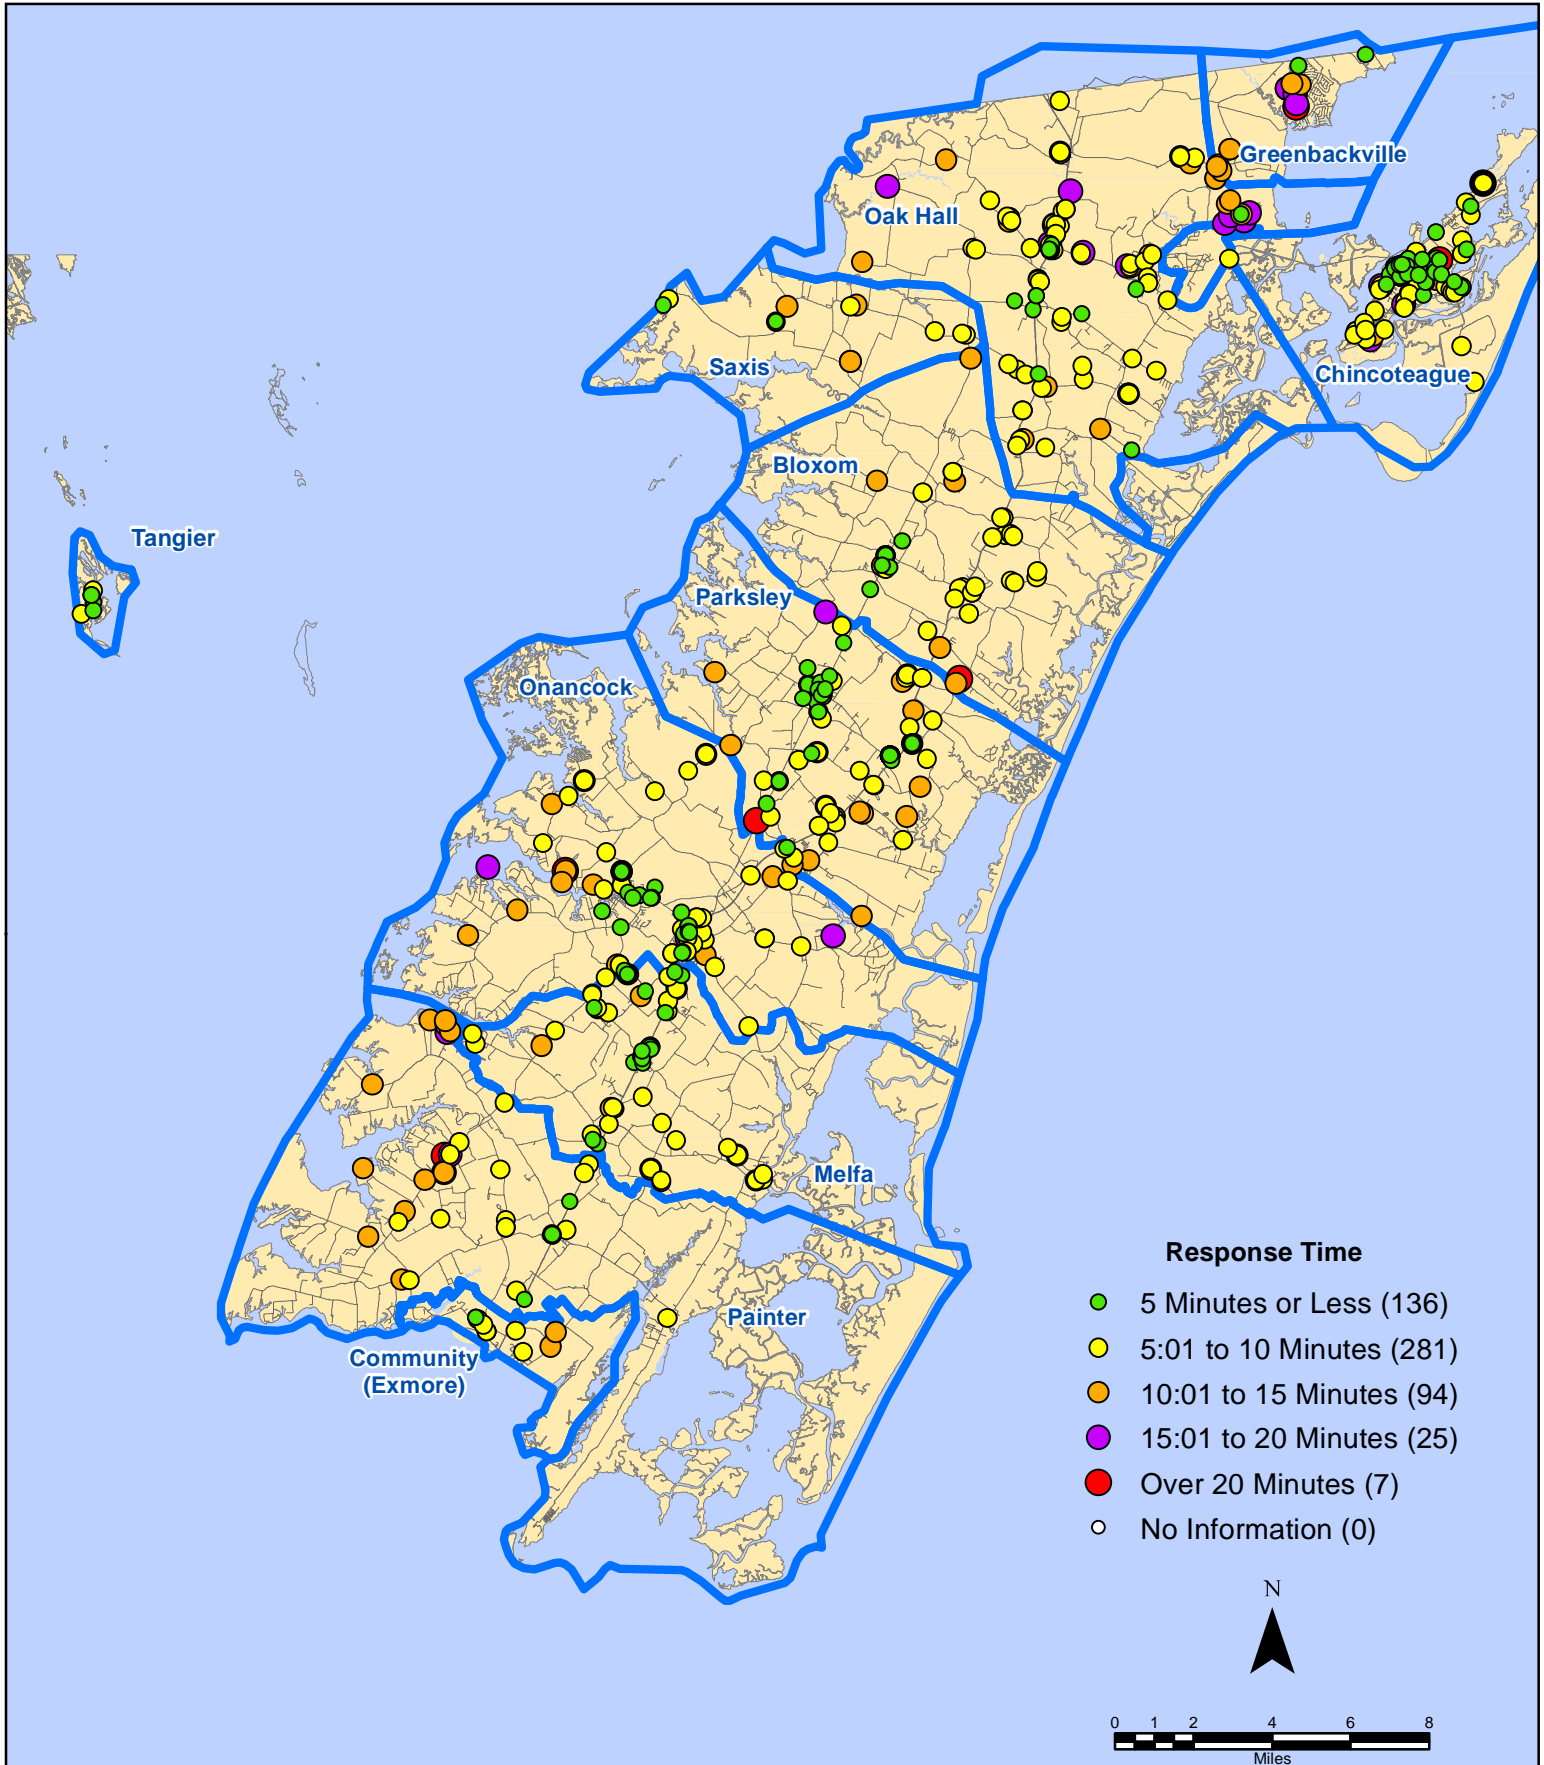 Greenbackville
Oak Hall
Saxis
Chincoteague
Bloxom
Tangier
Parksley
Onancock
Melfa
Painter
Community
(Exmore)
Response Time
5 Minutes or Less (136)
5:01 to 10 Minutes (281)
10:01 to 15 Minutes (94)
15:01 to 20 Minutes (25)
Over 20 Minutes (7)
No Information (0)
N
0 1 2 4 6 8
Miles